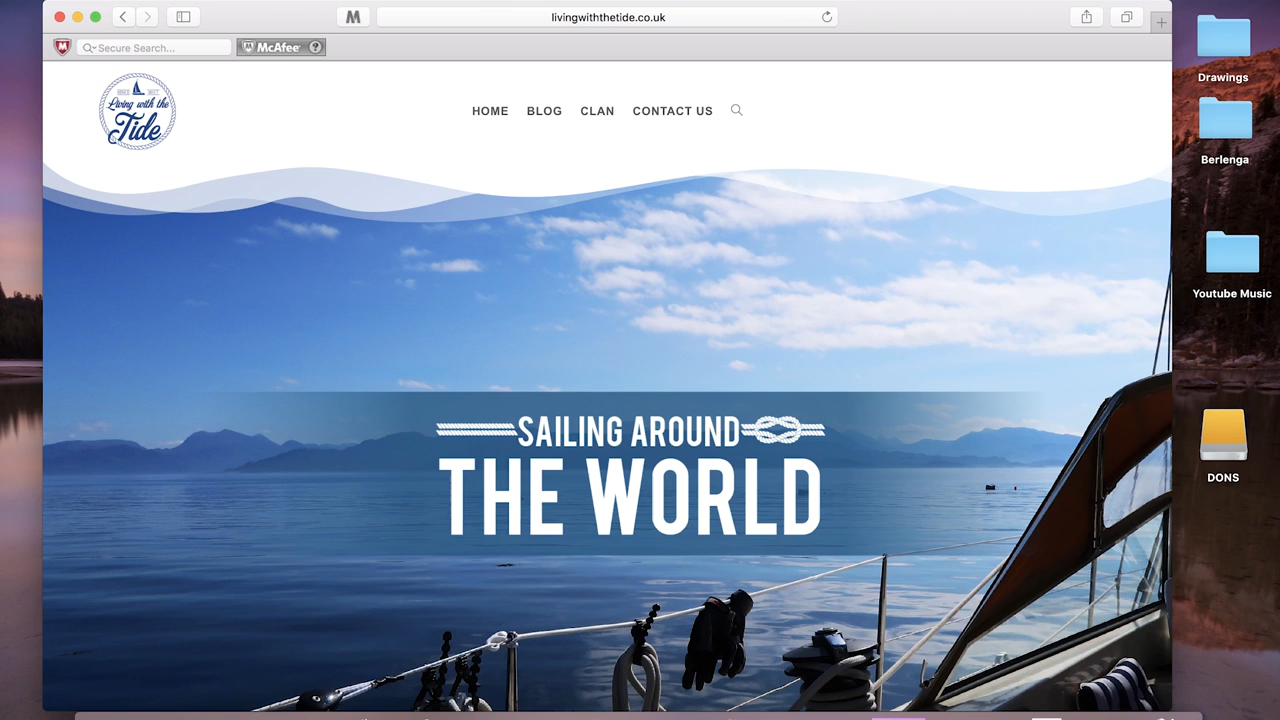 livingwiththetide.co.uk
Secure Search...
McAfee
Living with the
Tide
HOME
BLOG
CLAN
CONTACT US
SAILING AROUND
THE WORLD
Drawings
Berlenga
Youtube Music
DONS